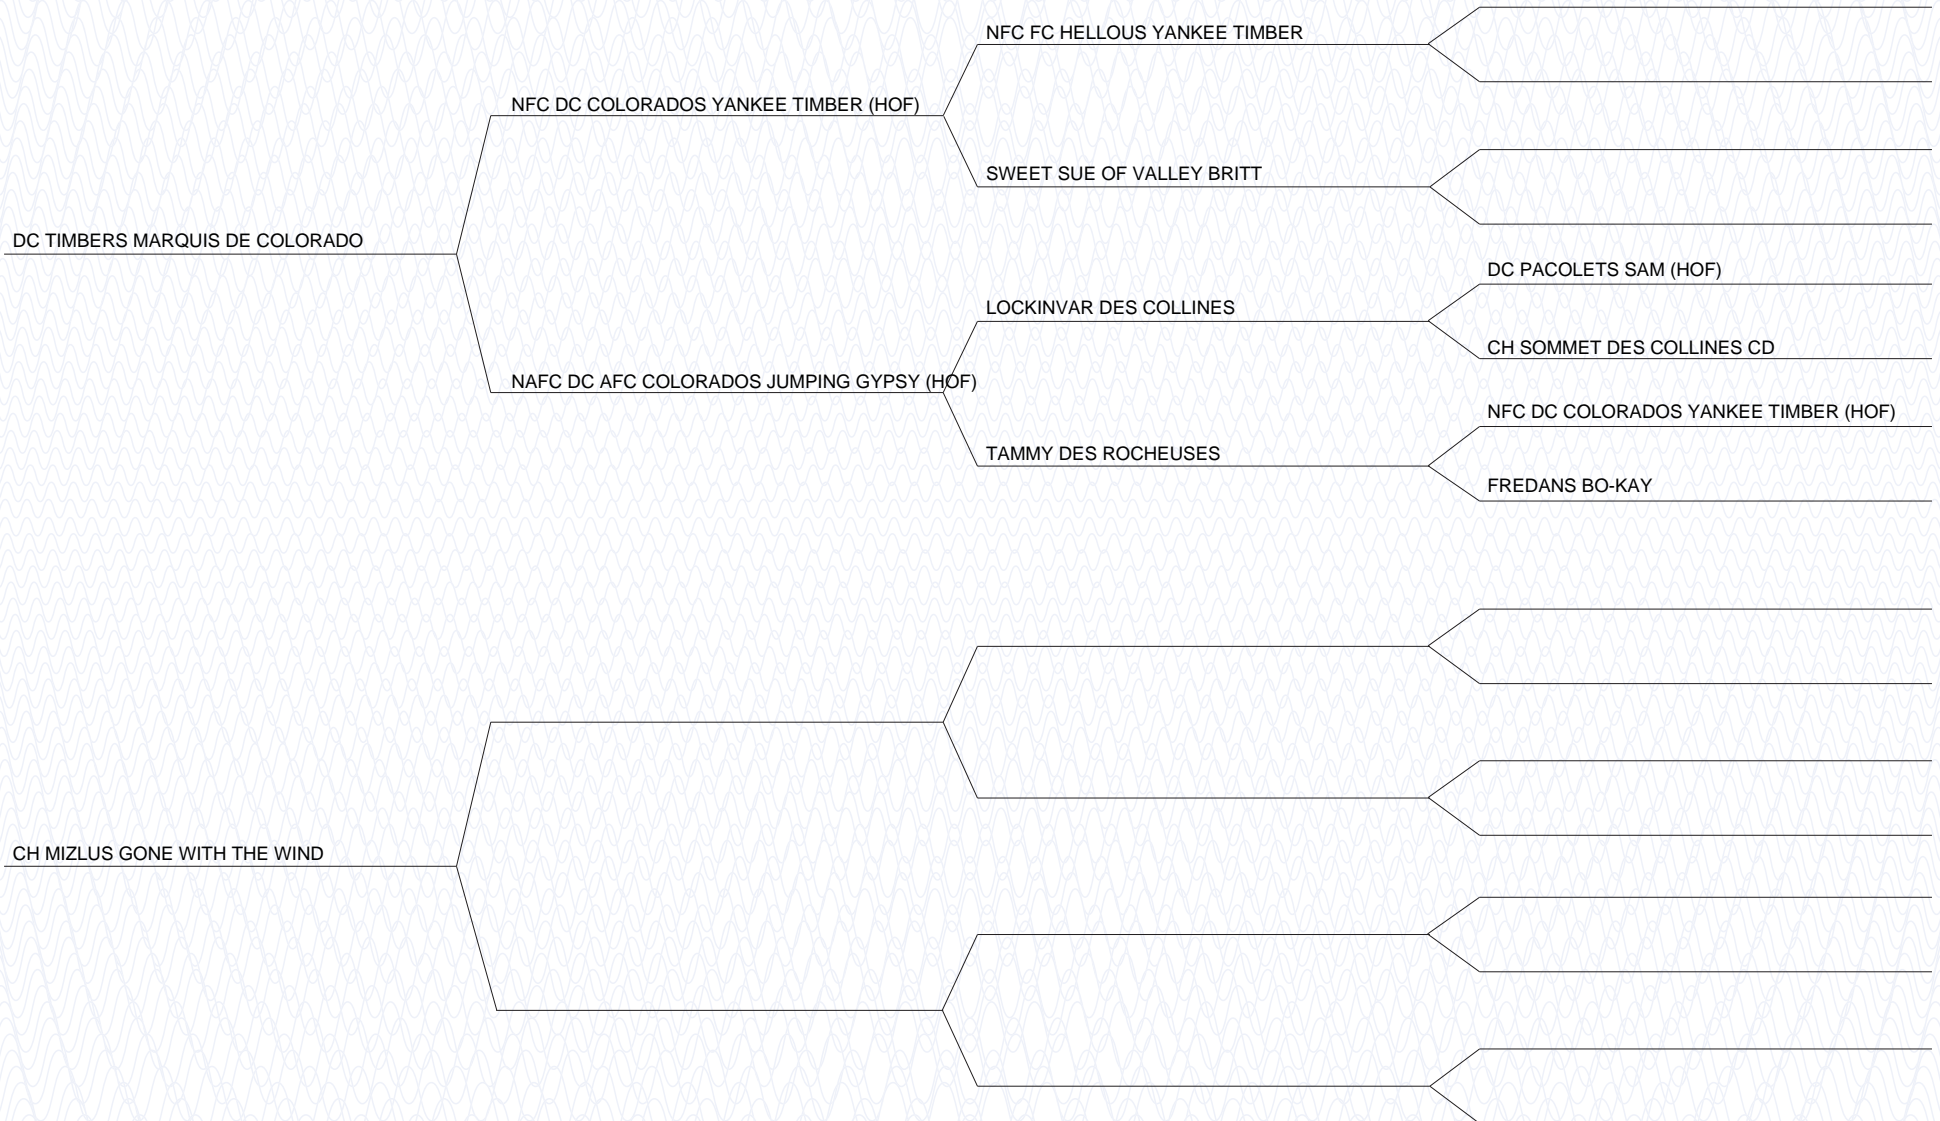 NFC FC HELLOUS YANKEE TIMBER
NFC DC COLORADOS YANKEE TIMBER (HOF)
SWEET SUE OF VALLEY BRITT
DC TIMBERS MARQUIS DE COLORADO
DC PACOLETS SAM (HOF)
LOCKINVAR DES COLLINES
CH SOMMET DES COLLINES CD
NAFC DC AFC COLORADOS JUMPING GYPSY (HOF)
NFC DC COLORADOS YANKEE TIMBER (HOF)
TAMMY DES ROCHEUSES
FREDANS BO-KAY
CH MIZLUS GONE WITH THE WIND